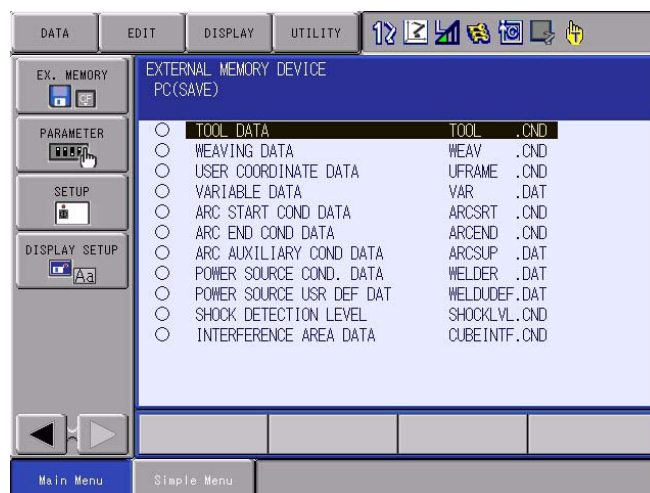 DATA EDIT DISPLAY UTILITY 12
EX. MEMORY
CF
PARAMETER
SETUP
DISPLAY SETUP
Aa
EXTERNAL MEMORY DEVICE
PC(SAVE)
TOOL DATA TOOL .CND
WEAVING DATA WEAV .CND
USER COORDINATE DATA UFRAME .CND
VARIABLE DATA VAR .DAT
ARC START COND DATA ARCSRT .CND
ARC END COND DATA ARCEND .CND
ARC AUXILIARY COND DATA ARCSUP .DAT
POWER SOURCE COND. DATA WELDER .DAT
POWER SOURCE USR DEF DAT WELDUDEF.DAT
SHOCK DETECTION LEVEL SHOCKLVL.CND
INTERFERENCE AREA DATA CUBEINTF.CND
Main Menu Simple Menu